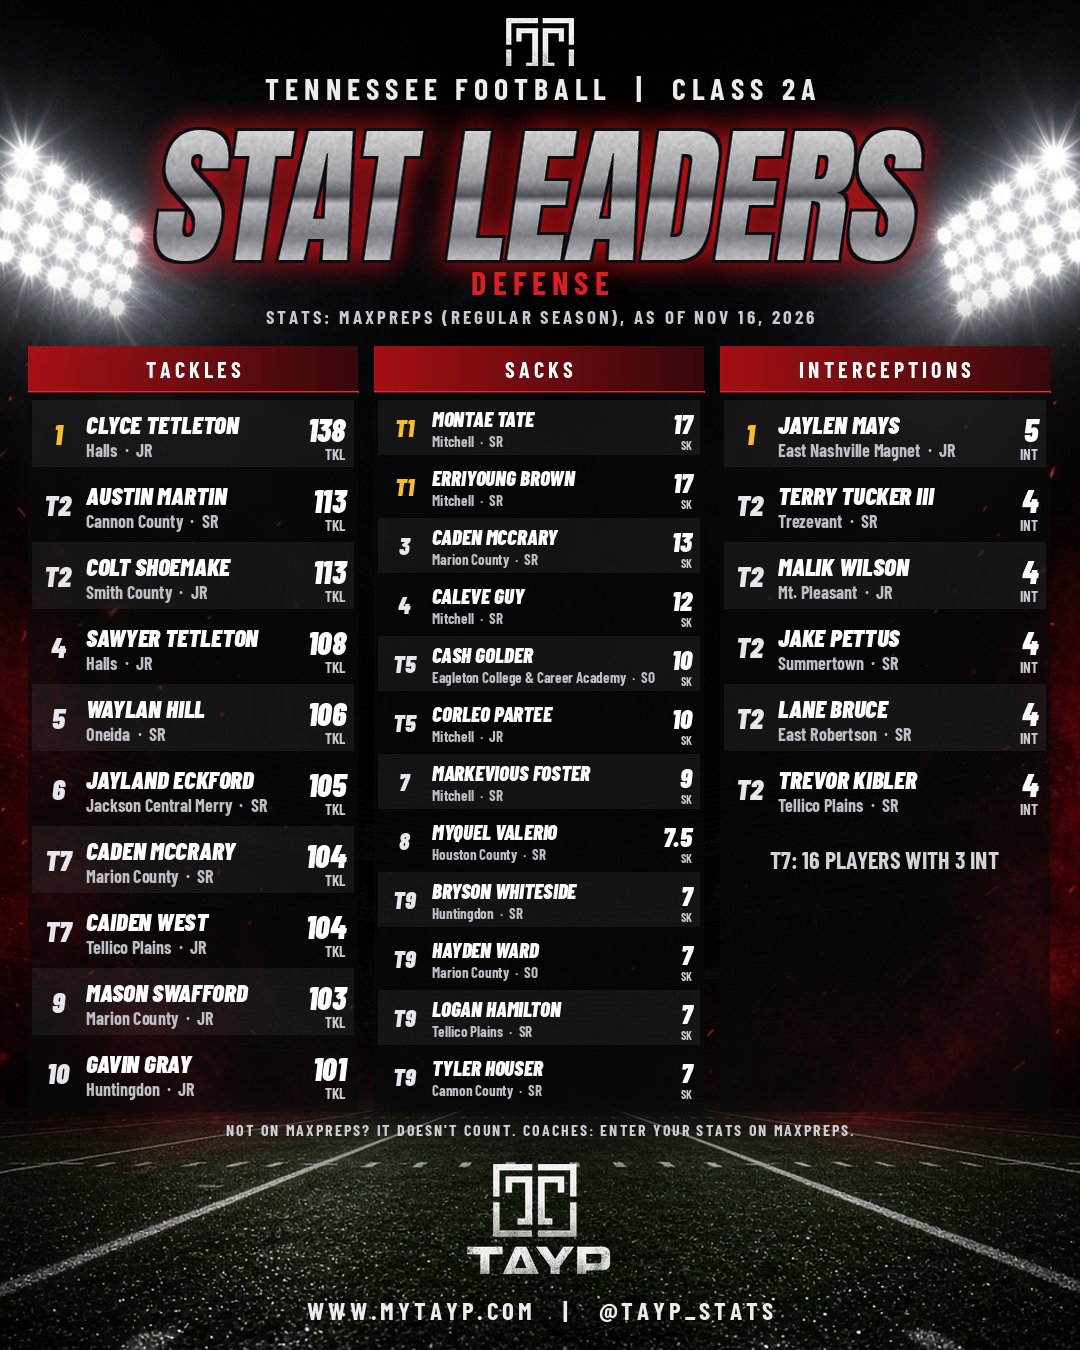 TENNESSEE FOOTBALL | CLASS 2A
STAT LEADERS
DEFENSE
STATS: MAXPREPS (REGULAR SEASON), AS OF NOV 16, 2026
TACKLES
1 CLYCE TETLETON 138
Halls · JR TKL
T2 AUSTIN MARTIN 113
Cannon County · SR TKL
T2 COLT SHOEMAKE 113
Smith County · JR TKL
4 SAWYER TETLETON 108
Halls · JR TKL
5 WAYLAN HILL 106
Oneida · SR TKL
6 JAYLAND ECKFORD 105
Jackson Central Merry · SR TKL
T7 CADEN MCCRARY 104
Marion County · SR TKL
T7 CAIDEN WEST 104
Tellico Plains · JR TKL
9 MASON SWAFFORD 103
Marion County · JR TKL
10 GAVIN GRAY 101
Huntingdon · JR TKL
SACKS
T1 MONTAE TATE 17
Mitchell · SR SK
T1 ERRIYOUNG BROWN 17
Mitchell · SR SK
3 CADEN MCCRARY 13
Marion County · SR SK
4 CALEVE GUY 12
Mitchell · SR SK
T5 CASH GOLDER 10
Eagleton College & Career Academy · SO SK
T5 CORLEO PARTEE 10
Mitchell · JR SK
7 MARKEVIOUS FOSTER 9
Mitchell · SR SK
8 MYQUEL VALERIO 7.5
Houston County · SR SK
T9 BRYSON WHITESIDE 7
Huntingdon · SR SK
T9 HAYDEN WARD 7
Marion County · SO SK
T9 LOGAN HAMILTON 7
Tellico Plains · SR SK
T9 TYLER HOUSER 7
Cannon County · SR SK
INTERCEPTIONS
1 JAYLEN MAYS 5
East Nashville Magnet · JR INT
T2 TERRY TUCKER III 4
Trezevant · SR INT
T2 MALIK WILSON 4
Mt. Pleasant · JR INT
T2 JAKE PETTUS 4
Summertown · SR INT
T2 LANE BRUCE 4
East Robertson · SR INT
T2 TREVOR KIBLER 4
Tellico Plains · SR INT
T7: 16 PLAYERS WITH 3 INT
NOT ON MAXPREPS? IT DOESN'T COUNT. COACHES: ENTER YOUR STATS ON MAXPREPS.
TAYP
WWW.MYTAYP.COM | @TAYP_STATS